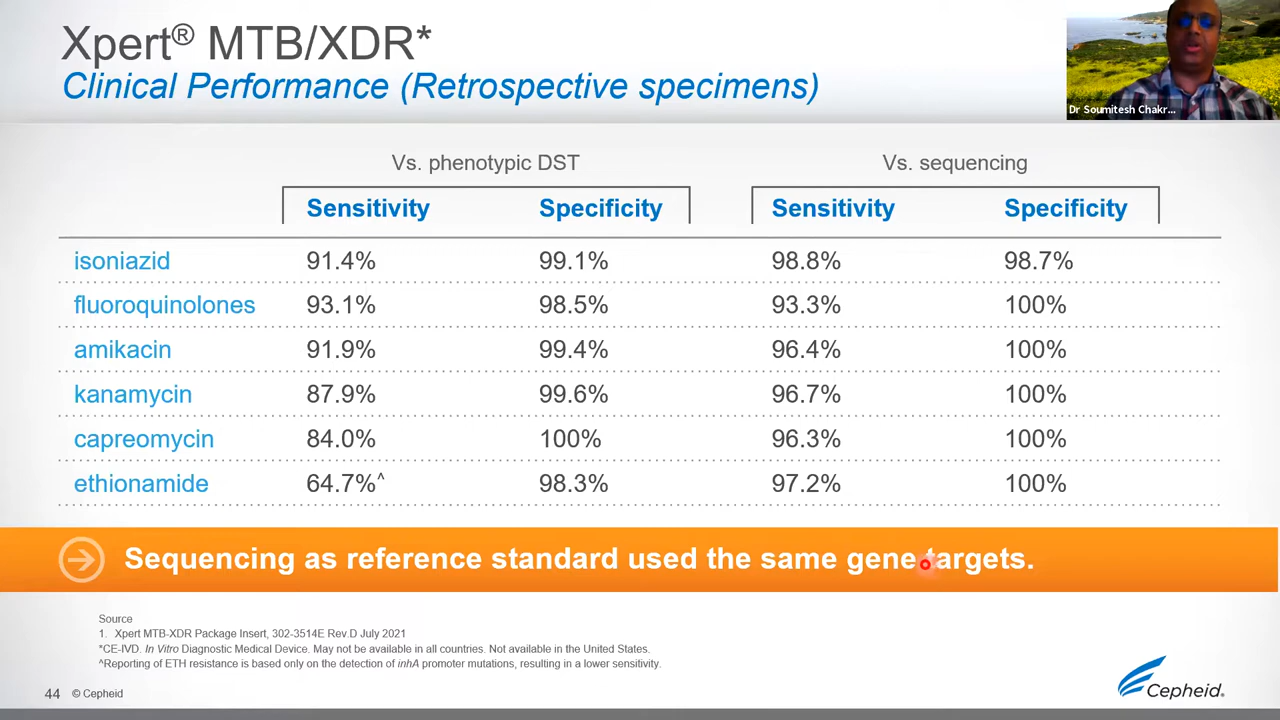 Xpert® MTB/XDR*
Clinical Performance (Retrospective specimens)
Dr Soumitesh Chakr...
Vs. phenotypic DST Vs. sequencing
Sensitivity Specificity Sensitivity Specificity
isoniazid 91.4% 99.1% 98.8% 98.7%
fluoroquinolones 93.1% 98.5% 93.3% 100%
amikacin 91.9% 99.4% 96.4% 100%
kanamycin 87.9% 99.6% 96.7% 100%
capreomycin 84.0% 100% 96.3% 100%
ethionamide 64.7%^ 98.3% 97.2% 100%
Sequencing as reference standard used the same gene targets.
Source
1. Xpert MTB-XDR Package Insert, 302-3514E Rev.D July 2021
*CE-IVD. In Vitro Diagnostic Medical Device. May not be available in all countries. Not available in the United States.
^Reporting of ETH resistance is based only on the detection of inhA promoter mutations, resulting in a lower sensitivity.
44 © Cepheid
Cepheid.